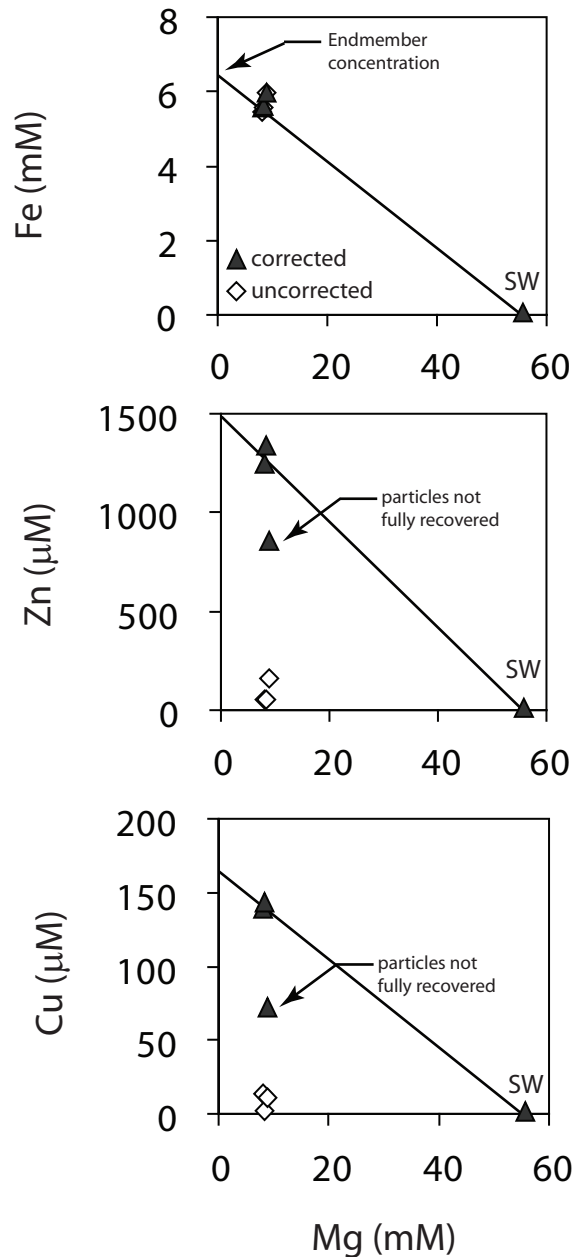 8
6
4
2
0
Fe (mM)
Endmember
concentration
corrected
uncorrected
SW
0 20 40 60
1500
1000
500
0
Zn (μM)
particles not
fully recovered
SW
0 20 40 60
200
150
100
50
0
Cu (μM)
particles not
fully recovered
SW
0 20 40 60
Mg (mM)